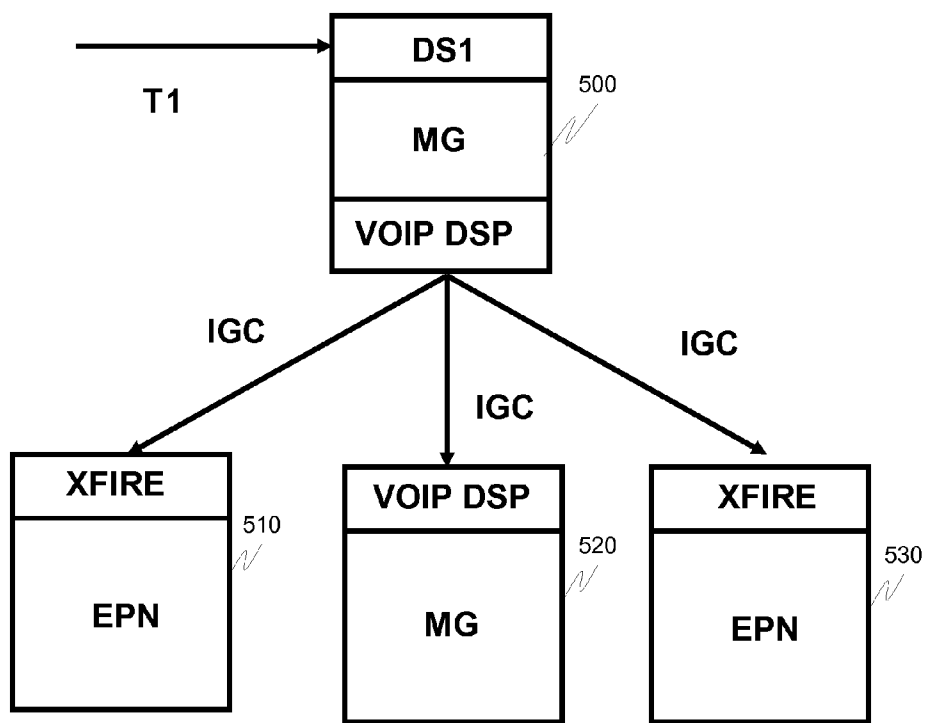 DS1
T1
500
MG
VOIP DSP
IGC
IGC
IGC
XFIRE
VOIP DSP
XFIRE
510
520
530
EPN
MG
EPN